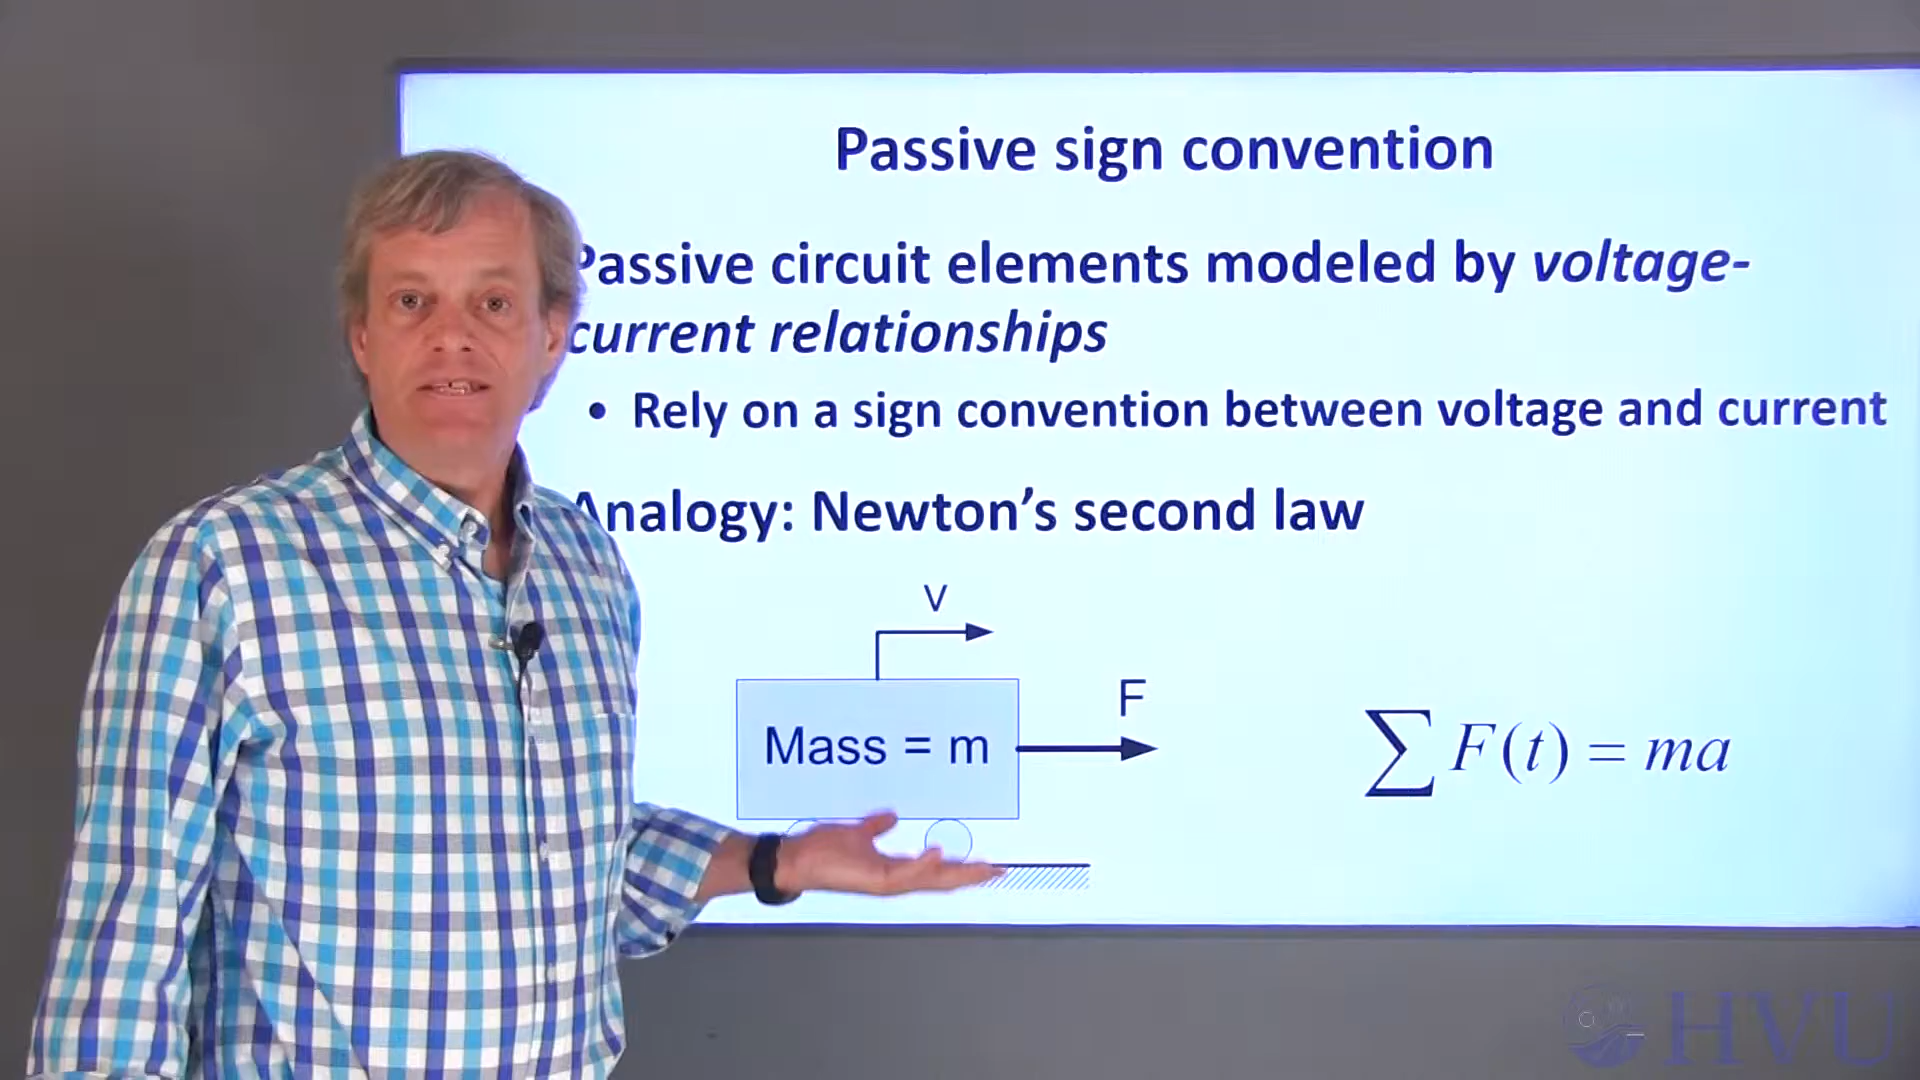 Passive sign convention
Passive circuit elements modeled by voltage-
current relationships
• Rely on a sign convention between voltage and current
Analogy: Newton’s second law
V
F
Mass = m
∑ F(t) = ma
HVU